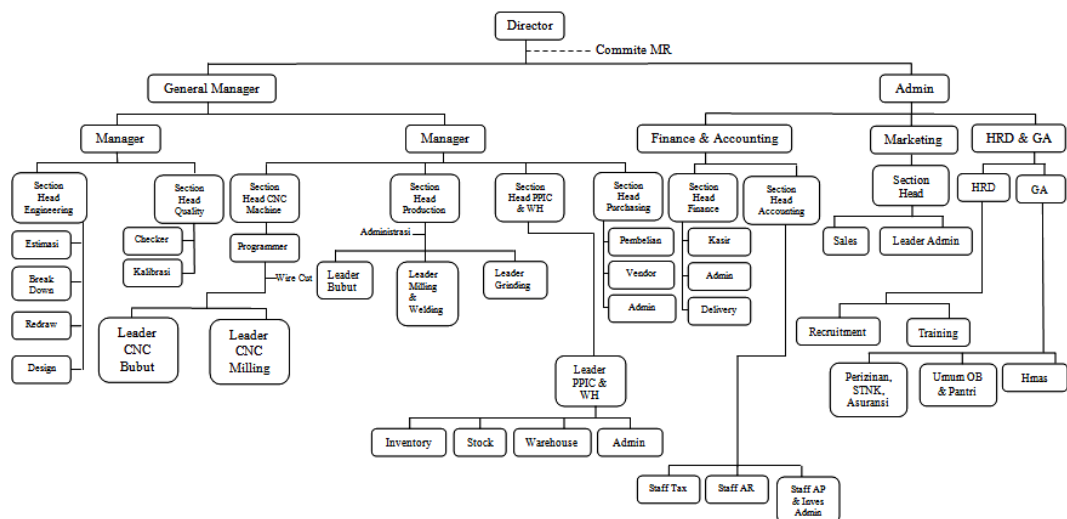 Director
Commite MR
General Manager
Admin
Manager
Manager
Finance & Accounting
Marketing
HRD & GA
Section
Head
Engineering
Section
Head
Quality
Section
Head CNC
Machine
Section
Head
Production
Section
Head PPIC
& WH
Section
Head
Purchasing
Section
Head
Finance
Section
Head
Accounting
Section
Head
HRD
GA
Estimasi
Checker
Programmer
Administrasi
Pembelian
Kasir
Sales
Leader Admin
Break
Down
Kalibrasi
Wire Cut
Leader
Bubut
Leader
Milling
&
Welding
Leader
Grinding
Vendor
Admin
Redraw
Leader
CNC
Bubut
Leader
CNC
Milling
Admin
Delivery
Recruitment
Training
Design
Leader
PPIC &
WH
Perizinan,
STNK,
Asuransi
Umum OB
& Pantri
Hmas
Inventory
Stock
Warehouse
Admin
Staff Tax
Staff AR
Staff AP
& Inves
Admin